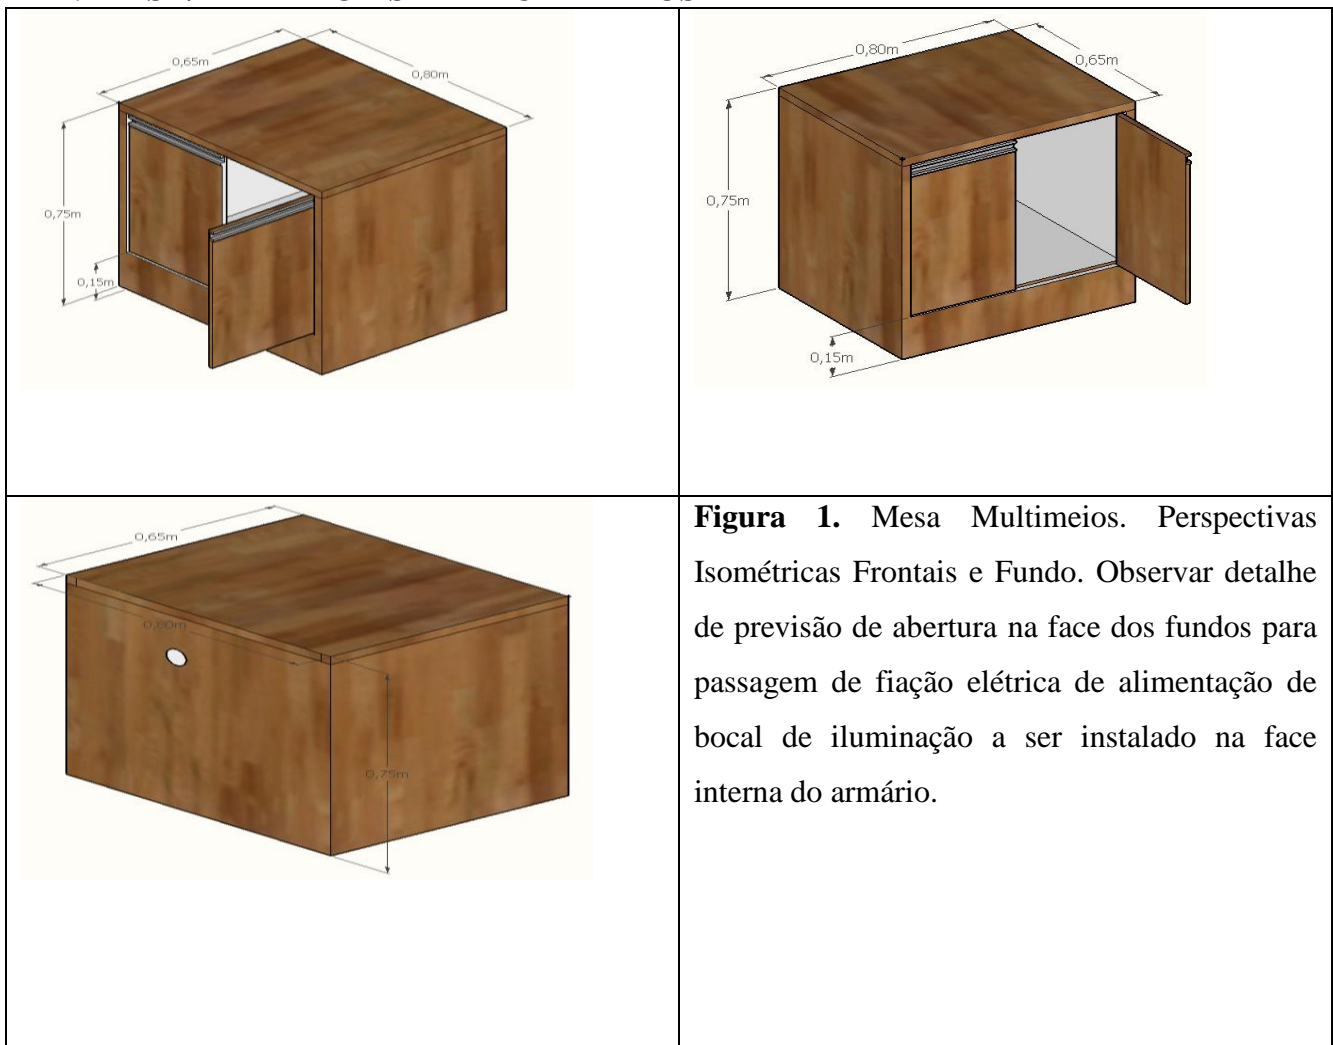 0,65m
0,80m
0,75m
0,15m
0,80m
0,65m
0,75m
0,15m
0,65m
0,80m
0,75m
Figura 1. Mesa Multimeios. Perspectivas
Isométricas Frontais e Fundo. Observar detalhe
de previsão de abertura na face dos fundos para
passagem de fiação elétrica de alimentação de
bocal de iluminação a ser instalado na face
interna do armário.